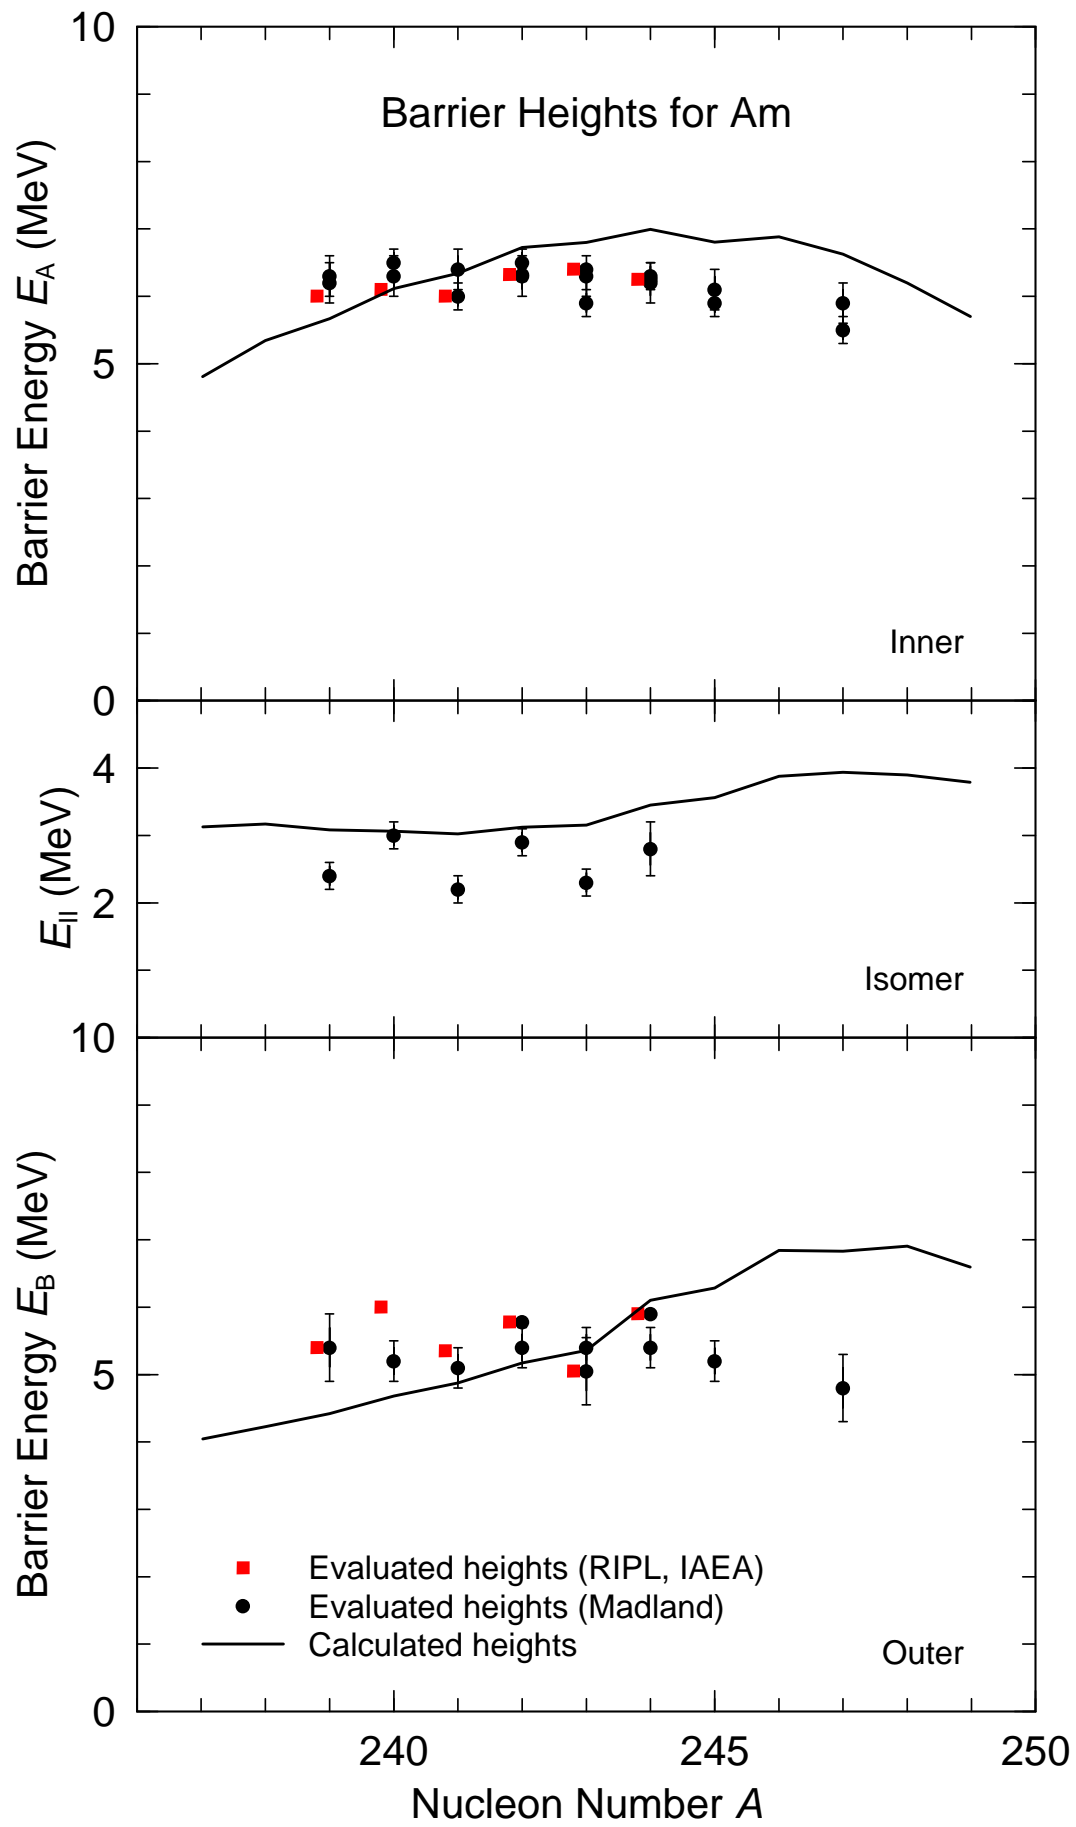 Barrier Heights for Am
10
5
0
Barrier Energy E_A (MeV)
Inner
4
2
E_II (MeV)
Isomer
10
5
0
Barrier Energy E_B (MeV)
Evaluated heights (RIPL, IAEA)
Evaluated heights (Madland)
Calculated heights
Outer
240 245 250
Nucleon Number A